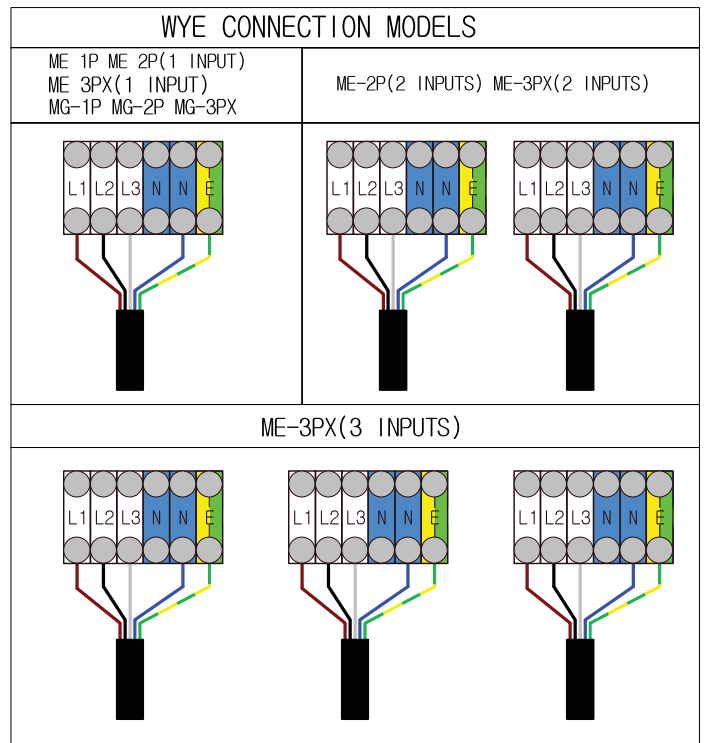 WYE CONNECTION MODELS
ME 1P ME 2P(1 INPUT)
ME 3PX(1 INPUT)
MG-1P MG-2P MG-3PX
ME-2P(2 INPUTS) ME-3PX(2 INPUTS)
L1 L2 L3 N N E
L1 L2 L3 N N E
L1 L2 L3 N N E
ME-3PX(3 INPUTS)
L1 L2 L3 N N E
L1 L2 L3 N N E
L1 L2 L3 N N E